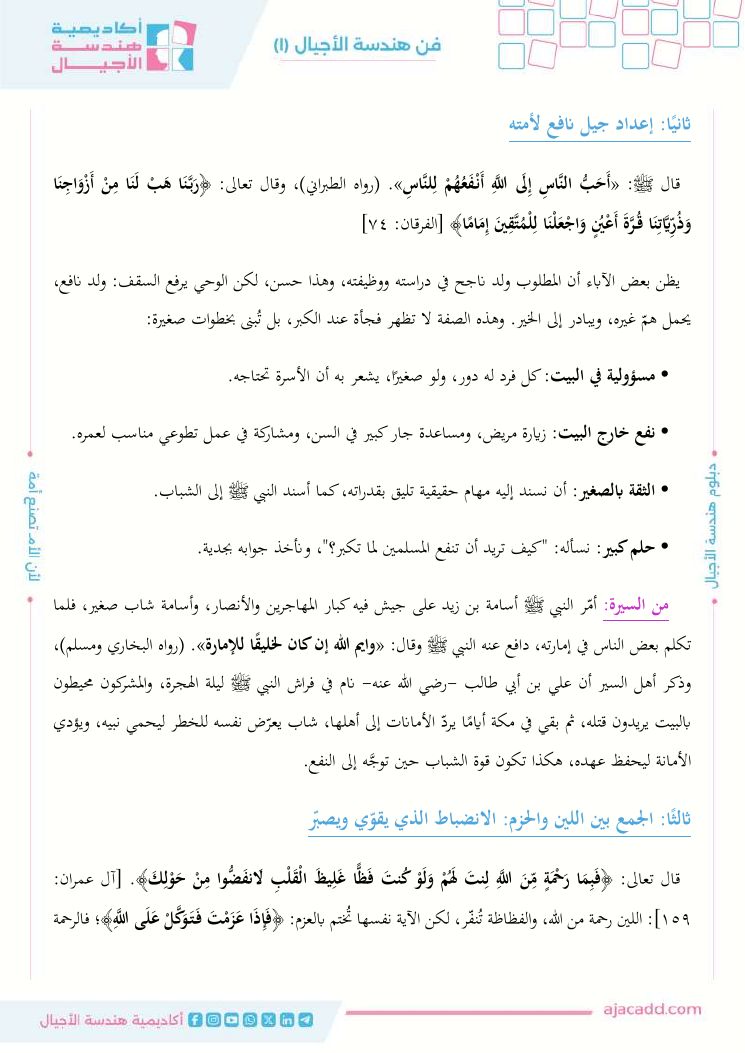 فن هندسة الأجيال (١)
أكاديمية
هندسة
الأجيال
ثانيًا: إعداد جيل نافع لأمته
قال ﷺ: «أَحَبُّ النَّاسِ إِلَى اللَّهِ أَنْفَعُهُمْ لِلنَّاسِ». (رواه الطبراني)، وقال تعالى: ﴿رَبَّنَا هَبْ لَنَا مِنْ أَزْوَاجِنَا
وَذُرِّيَّاتِنَا قُرَّةَ أَعْيُنٍ وَاجْعَلْنَا لِلْمُتَّقِينَ إِمَامًا﴾ [الفرقان: ٧٤]
يظن بعض الآباء أن المطلوب ولد ناجح في دراسته ووظيفته، وهذا حسن، لكن الوحي يرفع السقف: ولد نافع،
يحمل همّ غيره، ويبادر إلى الخير. وهذه الصفة لا تظهر فجأة عند الكبر، بل تُبنى بخطوات صغيرة:
• مسؤولية في البيت: كل فرد له دور، ولو صغيرًا، يشعر به أن الأسرة تحتاجه.
• نفع خارج البيت: زيارة مريض، ومساعدة جار كبير في السن، ومشاركة في عمل تطوعي مناسب لعمره.
• الثقة بالصغير: أن نسند إليه مهام حقيقية تليق بقدراته، كما أسند النبي ﷺ إلى الشباب.
• حلم كبير: نسأله: "كيف تريد أن تنفع المسلمين لما تكبر؟"، ونأخذ جوابه بجدية.
من السيرة: أمّر النبي ﷺ أسامة بن زيد على جيش فيه كبار المهاجرين والأنصار، وأسامة شاب صغير، فلما
تكلم بعض الناس في إمارته، دافع عنه النبي ﷺ وقال: «وايم الله إن كان لخليقًا للإمارة». (رواه البخاري ومسلم)،
وذكر أهل السير أن علي بن أبي طالب -رضي الله عنه- نام في فراش النبي ﷺ ليلة الهجرة، والمشركون محيطون
بالبيت يريدون قتله، ثم بقي في مكة أيامًا يردّ الأمانات إلى أهلها، شاب يعرّض نفسه للخطر ليحمي نبيه، ويؤدي
الأمانة ليحفظ عهده، هكذا تكون قوة الشباب حين توجَّه إلى النفع.
ثالثًا: الجمع بين اللين والحزم: الانضباط الذي يقوّي ويصبّر
قال تعالى: ﴿فَبِمَا رَحْمَةٍ مِّنَ اللَّهِ لِنتَ لَهُمْ وَلَوْ كُنتَ فَظًّا غَلِيظَ الْقَلْبِ لَانفَضُّوا مِنْ حَوْلِكَ﴾. [آل عمران:
١٥٩]: اللين رحمة من الله، والفظاظة تُنفّر، لكن الآية نفسها تُختم بالعزم: ﴿فَإِذَا عَزَمْتَ فَتَوَكَّلْ عَلَى اللَّهِ﴾؛ فالرحمة
دبلوم هندسة الأجيال
لأن الأم تصنع أمة
ajacadd.com
أكاديمية هندسة الأجيال